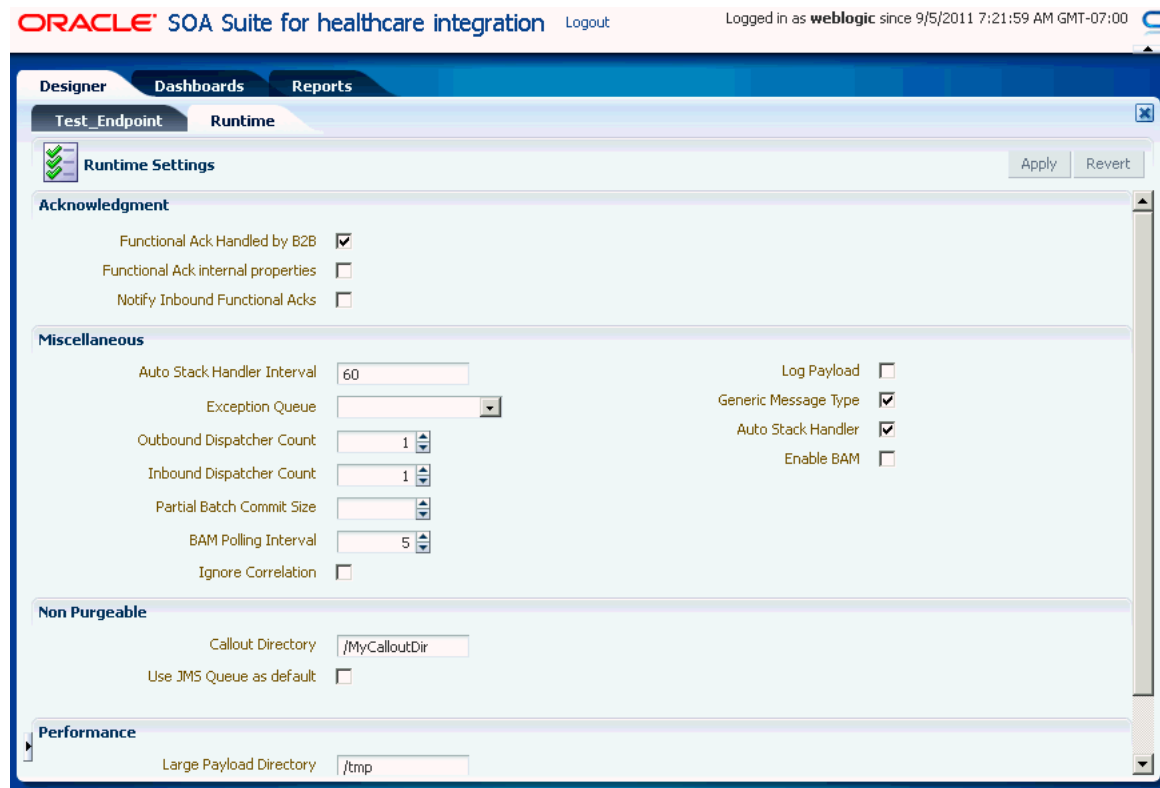 ORACLE SOA Suite for healthcare integration Logout Logged in as weblogic since 9/5/2011 7:21:59 AM GMT-07:00
Designer Dashboards Reports
Test_Endpoint Runtime
Runtime Settings Apply Revert
Acknowledgment
Functional Ack Handled by B2B
Functional Ack internal properties
Notify Inbound Functional Acks
Miscellaneous
Auto Stack Handler Interval 60 Log Payload
Exception Queue Generic Message Type
Outbound Dispatcher Count 1 Auto Stack Handler
Inbound Dispatcher Count 1 Enable BAM
Partial Batch Commit Size
BAM Polling Interval 5
Ignore Correlation
Non Purgeable
Callout Directory /MyCalloutDir
Use JMS Queue as default
Performance
Large Payload Directory /tmp